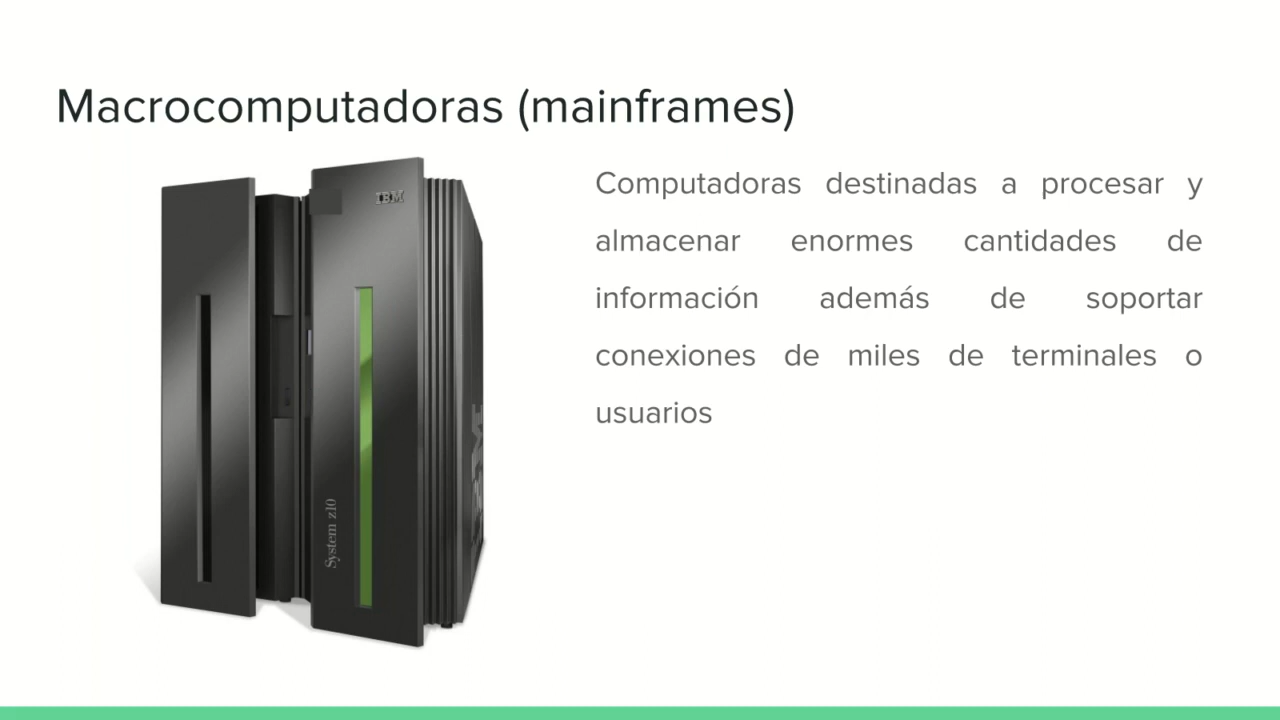 Macrocomputadoras (mainframes)
IBM
System z10
Computadoras destinadas a procesar y
almacenar enormes cantidades de
información además de soportar
conexiones de miles de terminales o
usuarios